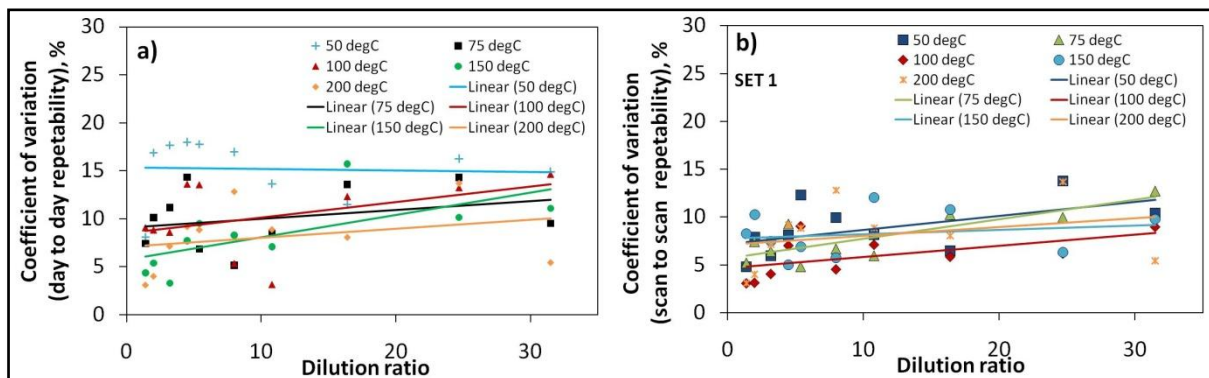 a)
Coefficient of variation
(day to day repetability), %
30
25
20
15
10
5
0
0 10 20 30
Dilution ratio
50 degC 75 degC
100 degC 150 degC
200 degC Linear (50 degC)
Linear (75 degC) Linear (100 degC)
Linear (150 degC) Linear (200 degC)
b)
SET 1
Coefficient of variation
(scan to scan repetability), %
30
25
20
15
10
5
0
0 5 10 15 20 25 30
Dilution ratio
50 degC 75 degC
100 degC 150 degC
200 degC Linear (50 degC)
Linear (75 degC) Linear (100 degC)
Linear (150 degC) Linear (200 degC)